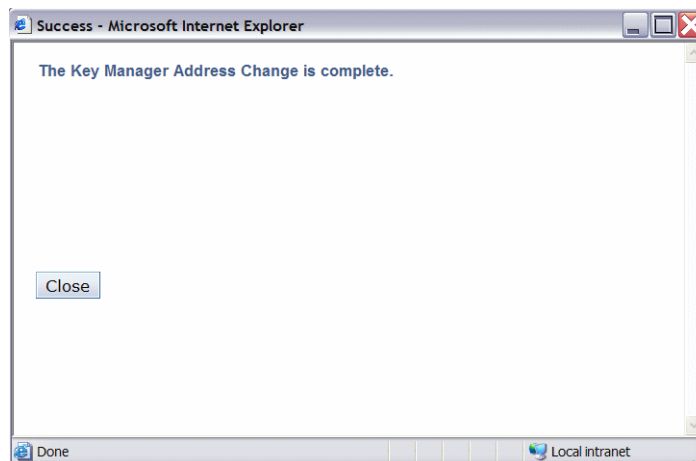 Success - Microsoft Internet Explorer
The Key Manager Address Change is complete.
Close
Done
Local intranet